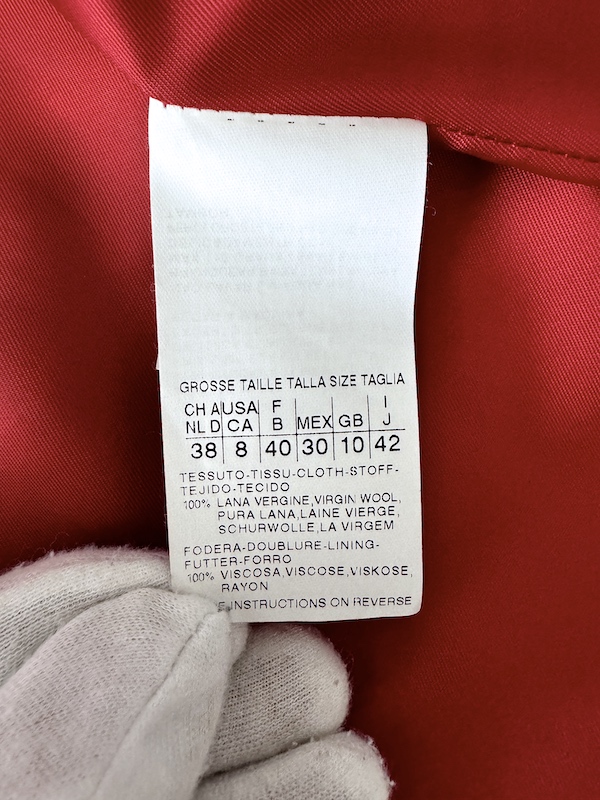 GROSSE TAILLE TALLA SIZE TAGLIA
CH A USA F I
NL D CA B MEX GB J
38 8 40 30 10 42
TESSUTO-TISSU-CLOTH-STOFF-
TEJIDO-TECIDO
100% LANA VERGINE,VIRGIN WOOL,
PURA LANA,LAINE VIERGE,
SCHURWOLLE,LA VIRGEM
FODERA-DOUBLURE-LINING-
FUTTER-FORRO
100% VISCOSA,VISCOSE,VISKOSE,
RAYON
INSTRUCTIONS ON REVERSE